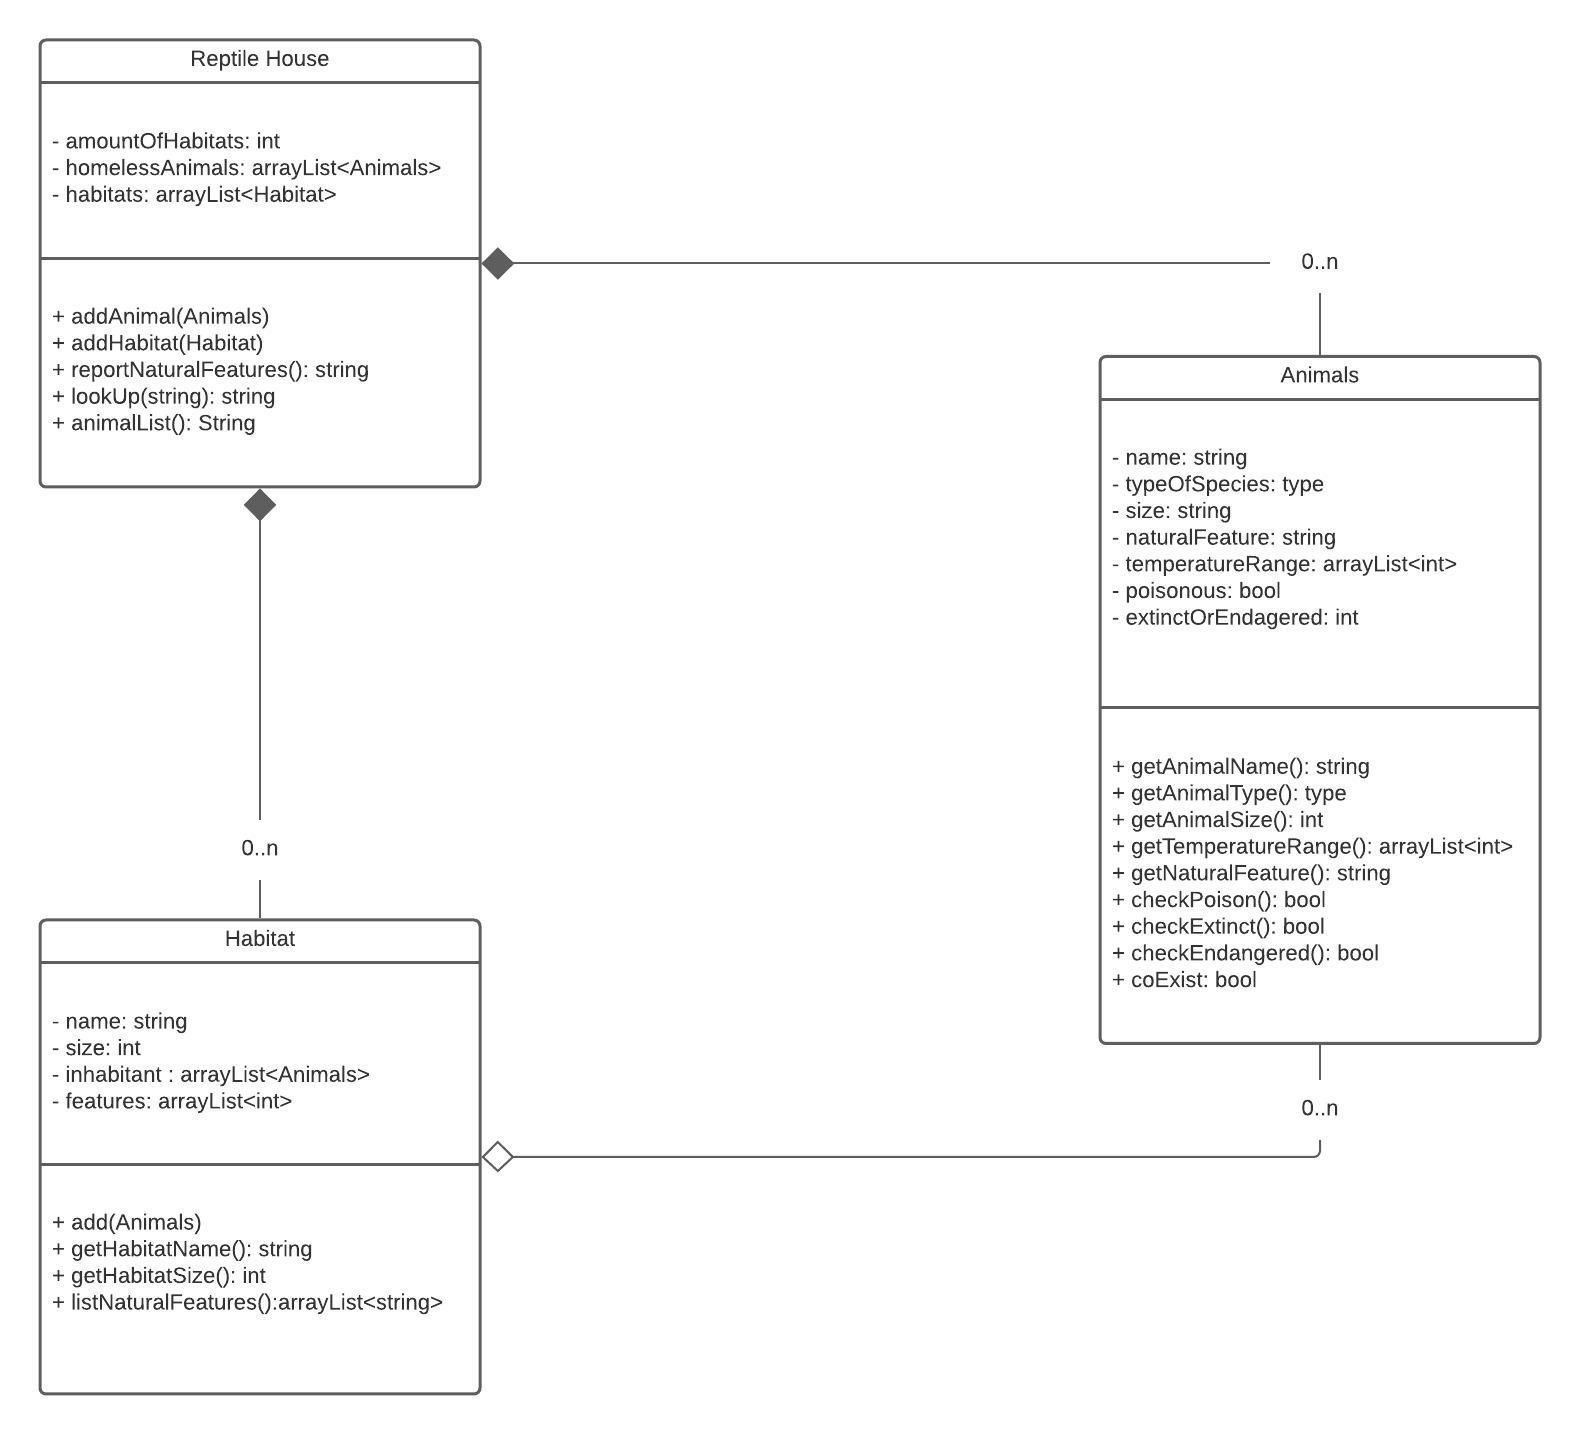 Reptile House
- amountOfHabitats: int
- homelessAnimals: arrayList<Animals>
- habitats: arrayList<Habitat>
+ addAnimal(Animals)
+ addHabitat(Habitat)
+ reportNaturalFeatures(): string
+ lookUp(string): string
+ animalList(): String
0..n
Animals
- name: string
- typeOfSpecies: type
- size: string
- naturalFeature: string
- temperatureRange: arrayList<int>
- poisonous: bool
- extinctOrEndagered: int
+ getAnimalName(): string
+ getAnimalType(): type
+ getAnimalSize(): int
+ getTemperatureRange(): arrayList<int>
+ getNaturalFeature(): string
+ checkPoison(): bool
+ checkExtinct(): bool
+ checkEndangered(): bool
+ coExist: bool
0..n
0..n
Habitat
- name: string
- size: int
- inhabitant : arrayList<Animals>
- features: arrayList<int>
+ add(Animals)
+ getHabitatName(): string
+ getHabitatSize(): int
+ listNaturalFeatures():arrayList<string>